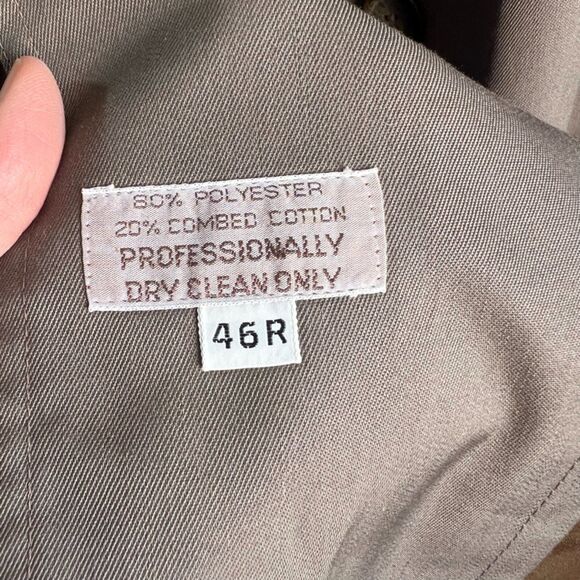 80% POLYESTER
20% COMBED COTTON
PROFESSIONALLY
DRY CLEAN ONLY
46R